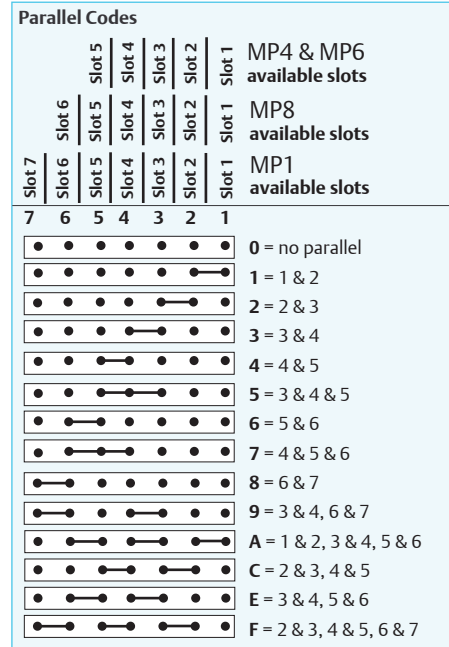 Parallel Codes
Slot 5 Slot 4 Slot 3 Slot 2 Slot 1 MP4 & MP6
available slots
Slot 6 Slot 5 Slot 4 Slot 3 Slot 2 Slot 1 MP8
available slots
Slot 7 Slot 6 Slot 5 Slot 4 Slot 3 Slot 2 Slot 1 MP1
available slots
7 6 5 4 3 2 1
0 = no parallel
1 = 1 & 2
2 = 2 & 3
3 = 3 & 4
4 = 4 & 5
5 = 3 & 4 & 5
6 = 5 & 6
7 = 4 & 5 & 6
8 = 6 & 7
9 = 3 & 4, 6 & 7
A = 1 & 2, 3 & 4, 5 & 6
C = 2 & 3, 4 & 5
E = 3 & 4, 5 & 6
F = 2 & 3, 4 & 5, 6 & 7